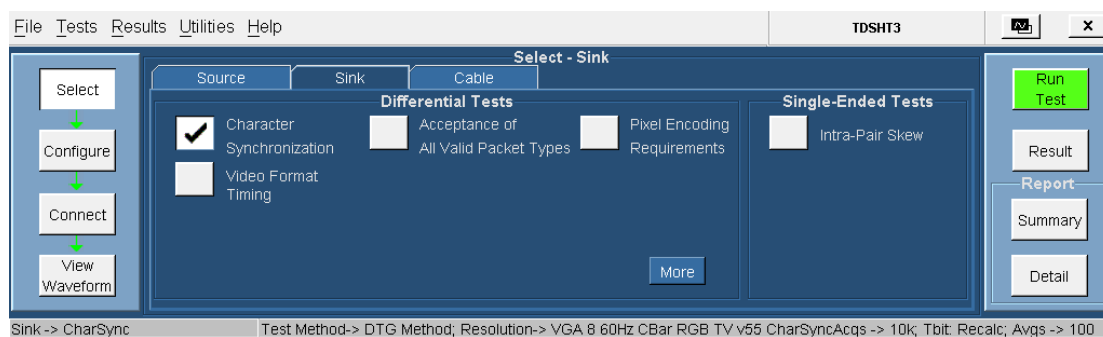 File Tests Results Utilities Help TDSHT3 x
Select - Sink
Source Sink Cable
Select
Configure
Connect
View
Waveform
Differential Tests
Character
Synchronization
Acceptance of
All Valid Packet Types
Pixel Encoding
Requirements
Video Format
Timing
More
Single-Ended Tests
Intra-Pair Skew
Run
Test
Result
Report
Summary
Detail
Sink -> CharSync Test Method-> DTG Method; Resolution-> VGA 8 60Hz CBar RGB TV v55 CharSyncAcqs -> 10k; Tbit: Recalc; Avgs -> 100